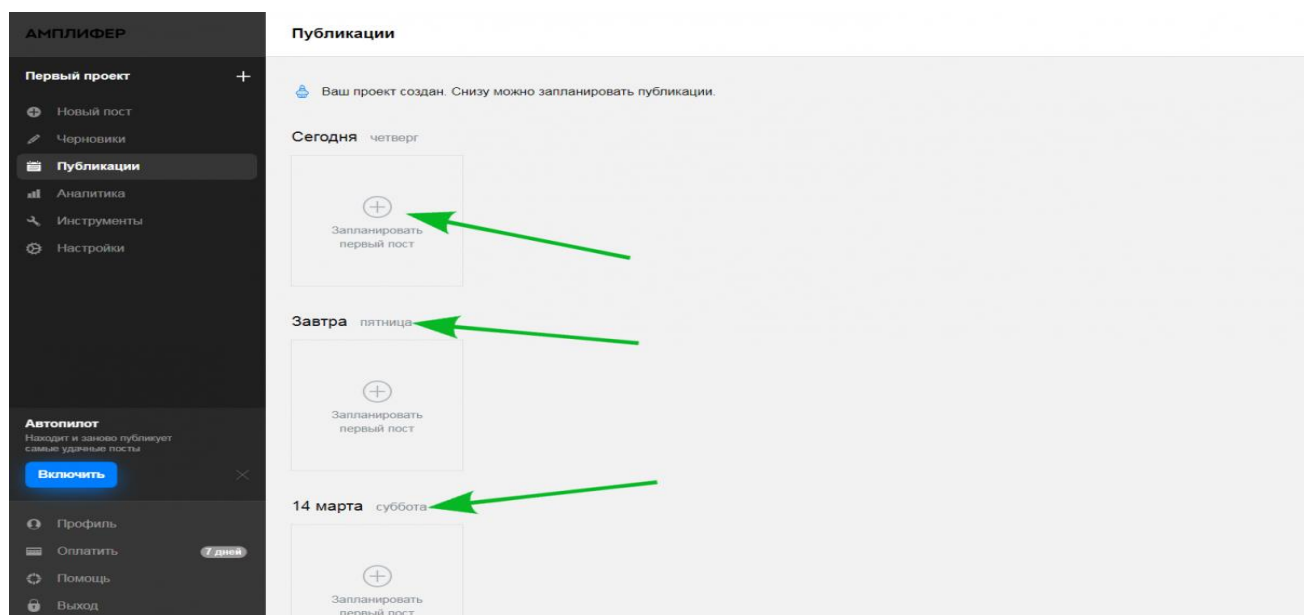 АМПЛИФЕР
Публикации
Первый проект
Новый пост
Черновики
Публикации
Аналитика
Инструменты
Настройки
Автопилот
Находит и заново публикует
самые удачные посты
Включить
Профиль
Оплатить 7 дней
Помощь
Выход
Ваш проект создан. Снизу можно запланировать публикации.
Сегодня четверг
Запланировать
первый пост
Завтра пятница
Запланировать
первый пост
14 марта суббота
Запланировать
первый пост